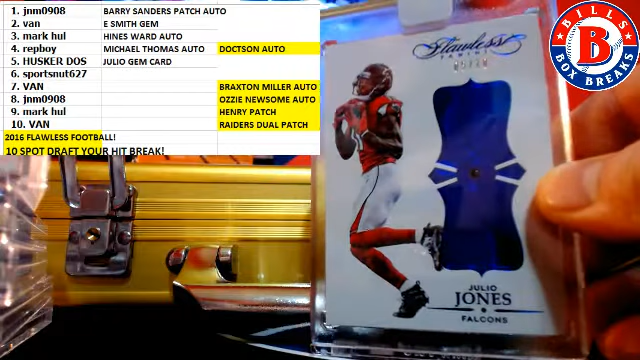 1. jnm0908 BARRY SANDERS PATCH AUTO
2. van E SMITH GEM
3. mark hul HINES WARD AUTO
4. repboy MICHAEL THOMAS AUTO DOCTSON AUTO
5. HUSKER DOS JULIO GEM CARD
6. sportsnut627
7. VAN BRAXTON MILLER AUTO
8. jnm0908 OZZIE NEWSOME AUTO
9. mark hul HENRY PATCH
10. VAN RAIDERS DUAL PATCH
2016 FLAWLESS FOOTBALL!
10 SPOT DRAFT YOUR HIT BREAK!
BILLS
B
BOX BREAKS
Flawless
PANINI
JULIO
JONES
FALCONS